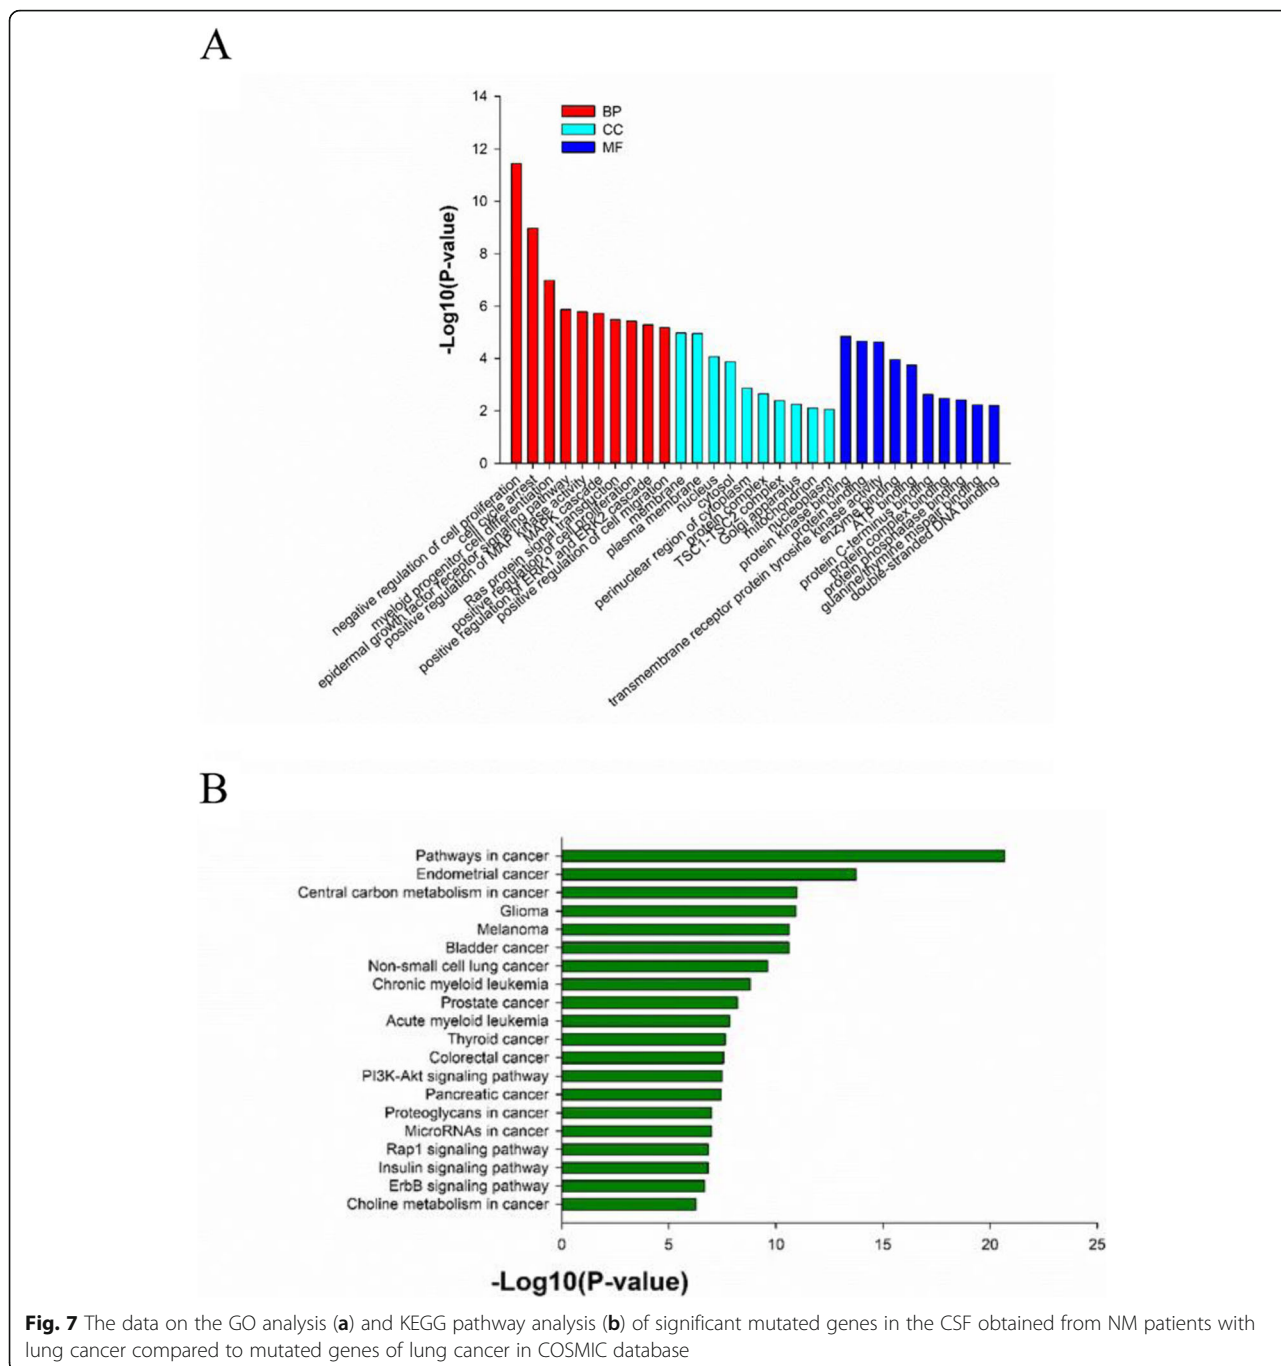 A
14
12
10
8
6
4
2
0
-Log10(P-value)
BP
CC
MF
negative regulation of cell proliferation
cell cycle arrest
myeloid progenitor cell differentiation
epidermal growth factor receptor signaling pathway
positive regulation of MAP kinase activity
MAPK cascade
Ras protein signal transduction
positive regulation of cell proliferation
positive regulation of ERK1 and ERK2 cascade
positive regulation of cell migration
membrane
plasma membrane
nucleus
cytosol
perinuclear region of cytoplasm
protein complex
TSC1-TSC2 complex
Golgi apparatus
mitochondrion
nucleoplasm
protein kinase binding
protein binding
transmembrane receptor protein tyrosine kinase activity
enzyme binding
ATP binding
protein C-terminus binding
protein complex binding
protein phosphatase binding
guanine/thymine mispair binding
double-stranded DNA binding
B
Pathways in cancer
Endometrial cancer
Central carbon metabolism in cancer
Glioma
Melanoma
Bladder cancer
Non-small cell lung cancer
Chronic myeloid leukemia
Prostate cancer
Acute myeloid leukemia
Thyroid cancer
Colorectal cancer
PI3K-Akt signaling pathway
Pancreatic cancer
Proteoglycans in cancer
MicroRNAs in cancer
Rap1 signaling pathway
Insulin signaling pathway
ErbB signaling pathway
Choline metabolism in cancer
0 5 10 15 20 25
-Log10(P-value)
Fig. 7 The data on the GO analysis (a) and KEGG pathway analysis (b) of significant mutated genes in the CSF obtained from NM patients with
lung cancer compared to mutated genes of lung cancer in COSMIC database